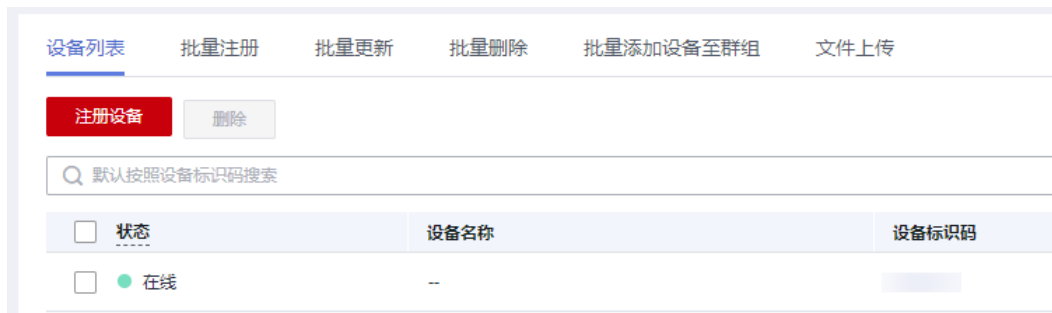 设备列表 批量注册 批量更新 批量删除 批量添加设备至群组 文件上传
注册设备 删除
默认按照设备标识码搜索
状态 设备名称 设备标识码
在线 --